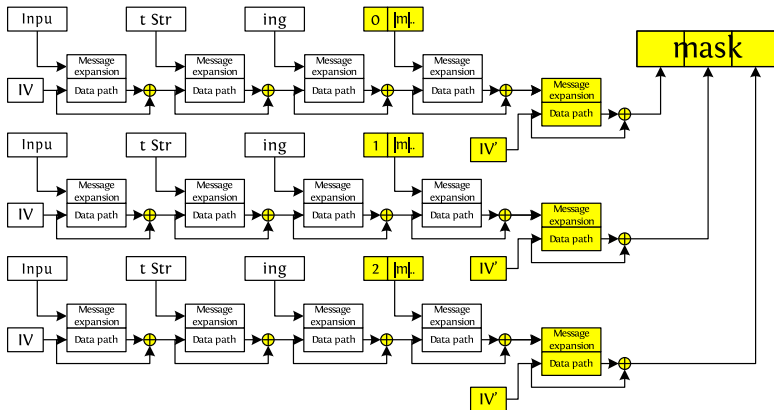 Inpu t Str ing 0 |m|..
mask
Message expansion Message expansion Message expansion Message expansion
IV Data path Data path Data path Data path
Message expansion
Data path
IV'
Inpu t Str ing 1 |m|..
Message expansion Message expansion Message expansion Message expansion
IV Data path Data path Data path Data path
Message expansion
Data path
IV'
Inpu t Str ing 2 |m|..
Message expansion Message expansion Message expansion Message expansion
IV Data path Data path Data path Data path
Message expansion
Data path
IV'